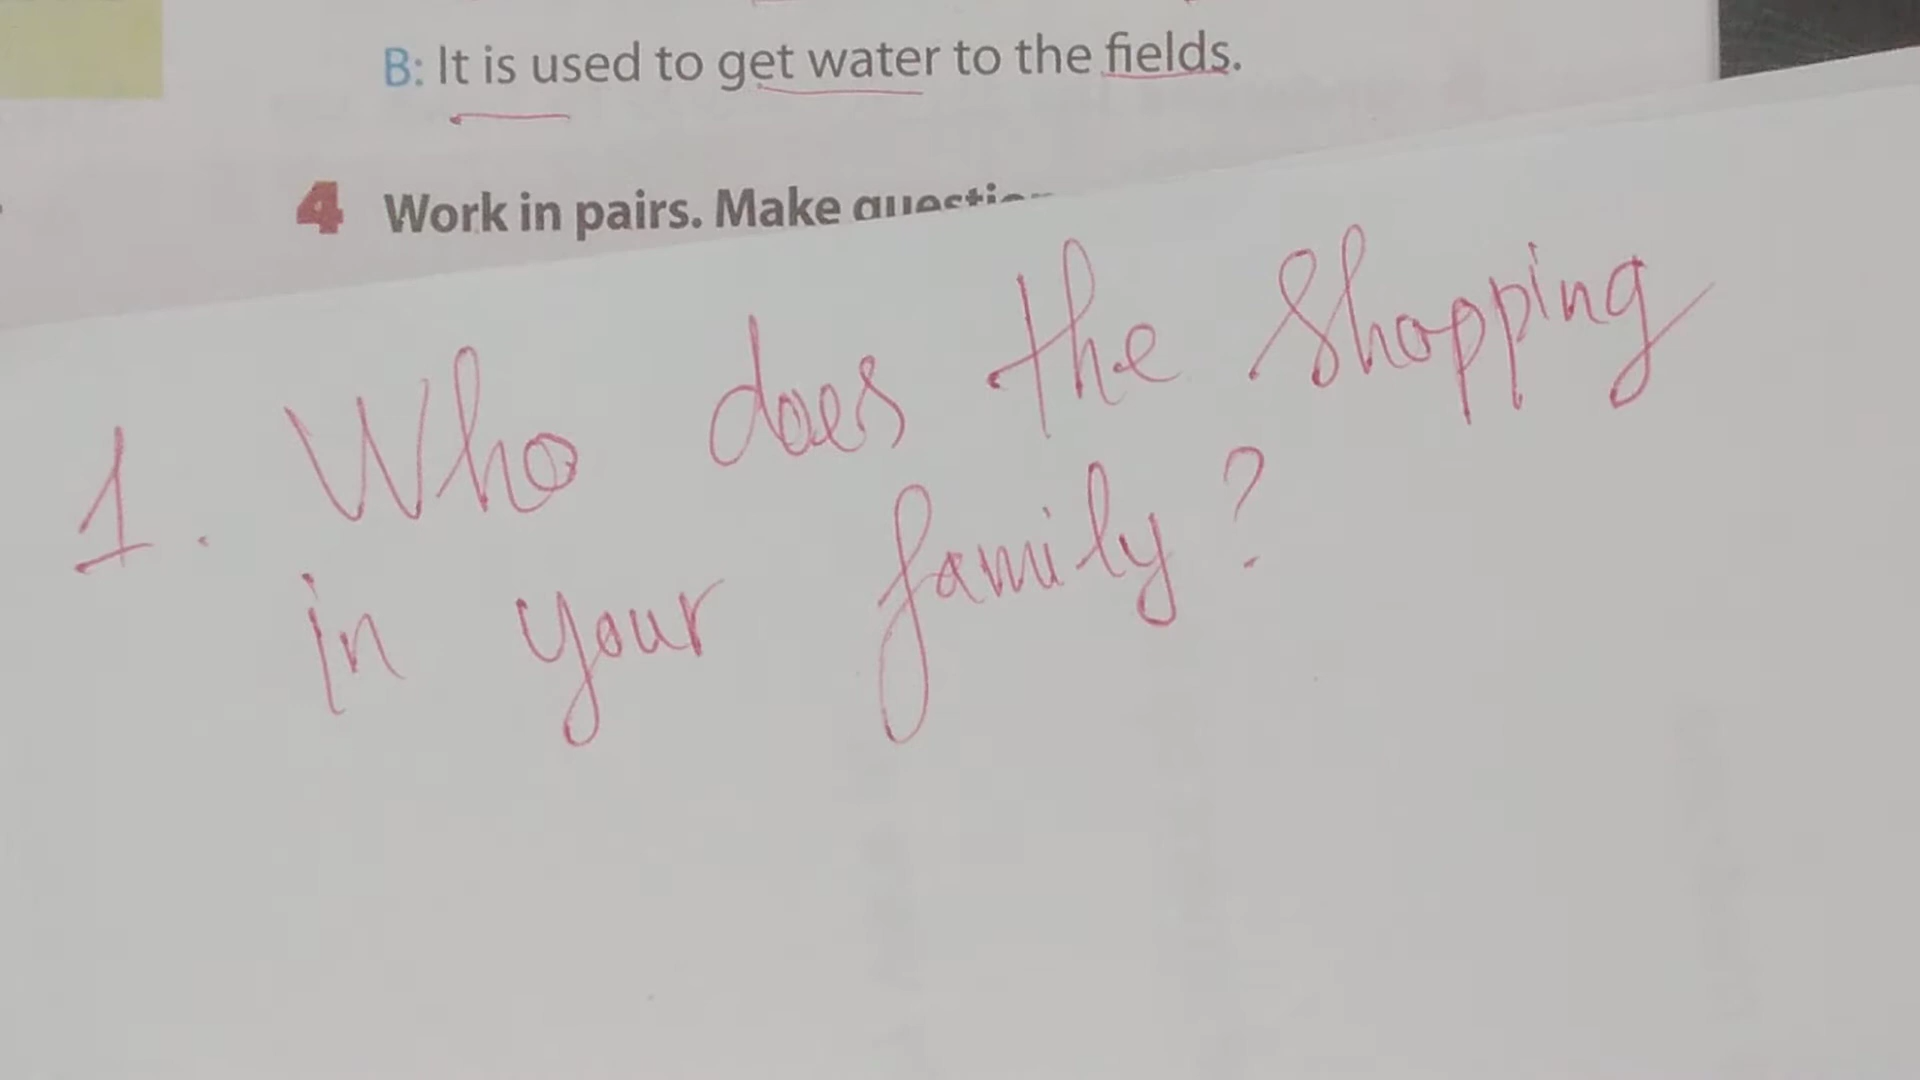 B: It is used to get water to the fields.
4 Work in pairs. Make questio
1. Who does the Shopping
in your family?